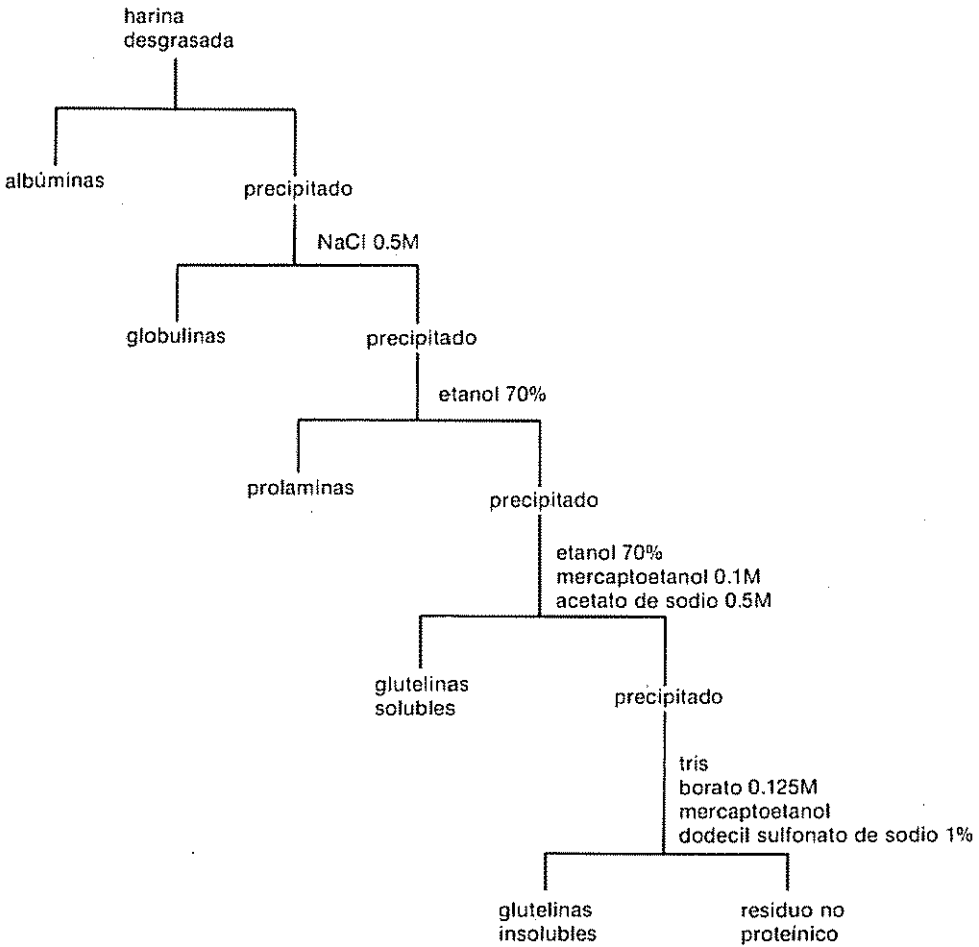 harina
desgrasada
albúminas
precipitado
NaCl 0.5M
globulinas
precipitado
etanol 70%
prolaminas
precipitado
etanol 70%
mercaptoetanol 0.1M
acetato de sodio 0.5M
glutelinas
solubles
precipitado
tris
borato 0.125M
mercaptoetanol
dodecil sulfonato de sodio 1%
glutelinas
insolubles
residuo no
proteínico